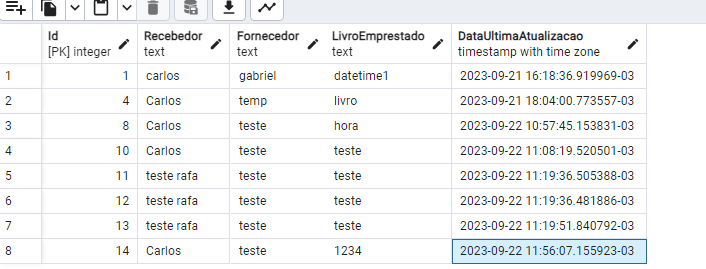 Id Recebedor Fornecedor LivroEmprestado DataUltimaAtualizacao
[PK] integer text text text timestamp with time zone
1 1 carlos gabriel datetime1 2023-09-21 16:18:36.919969-03
2 4 Carlos temp livro 2023-09-21 18:04:00.773557-03
3 8 Carlos teste hora 2023-09-22 10:57:45.153831-03
4 10 Carlos teste teste 2023-09-22 11:08:19.520501-03
5 11 teste rafa teste teste 2023-09-22 11:19:36.505388-03
6 12 teste rafa teste teste 2023-09-22 11:19:36.481886-03
7 13 teste rafa teste teste 2023-09-22 11:19:51.840792-03
8 14 Carlos teste 1234 2023-09-22 11:56:07.155923-03